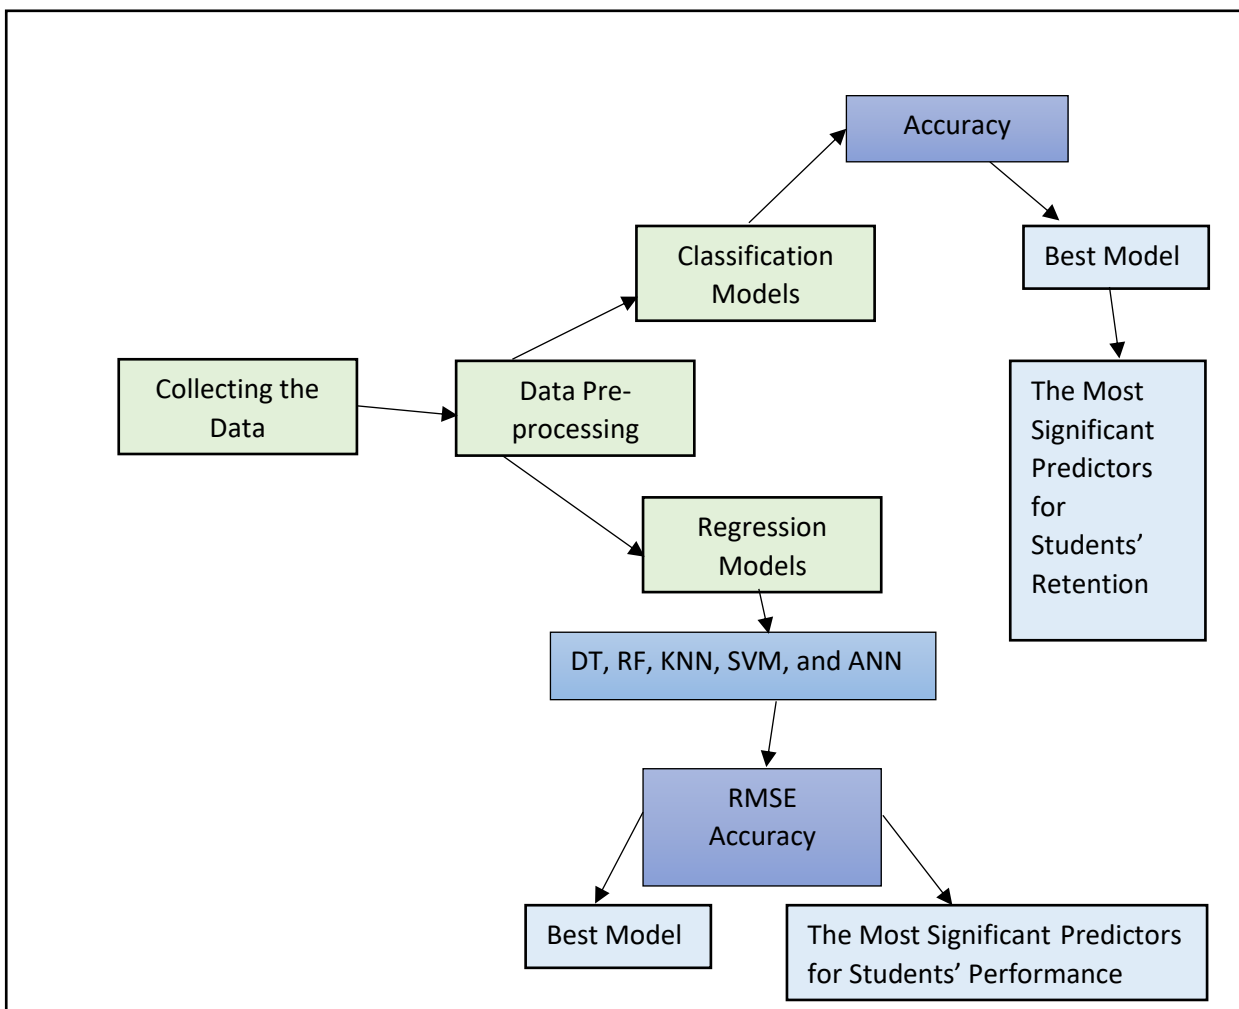 Accuracy
Classification
Models
Best Model
Collecting the
Data
Data Pre-
processing
The Most
Significant
Predictors
for
Students’
Retention
Regression
Models
DT, RF, KNN, SVM, and ANN
RMSE
Accuracy
Best Model
The Most Significant Predictors
for Students’ Performance